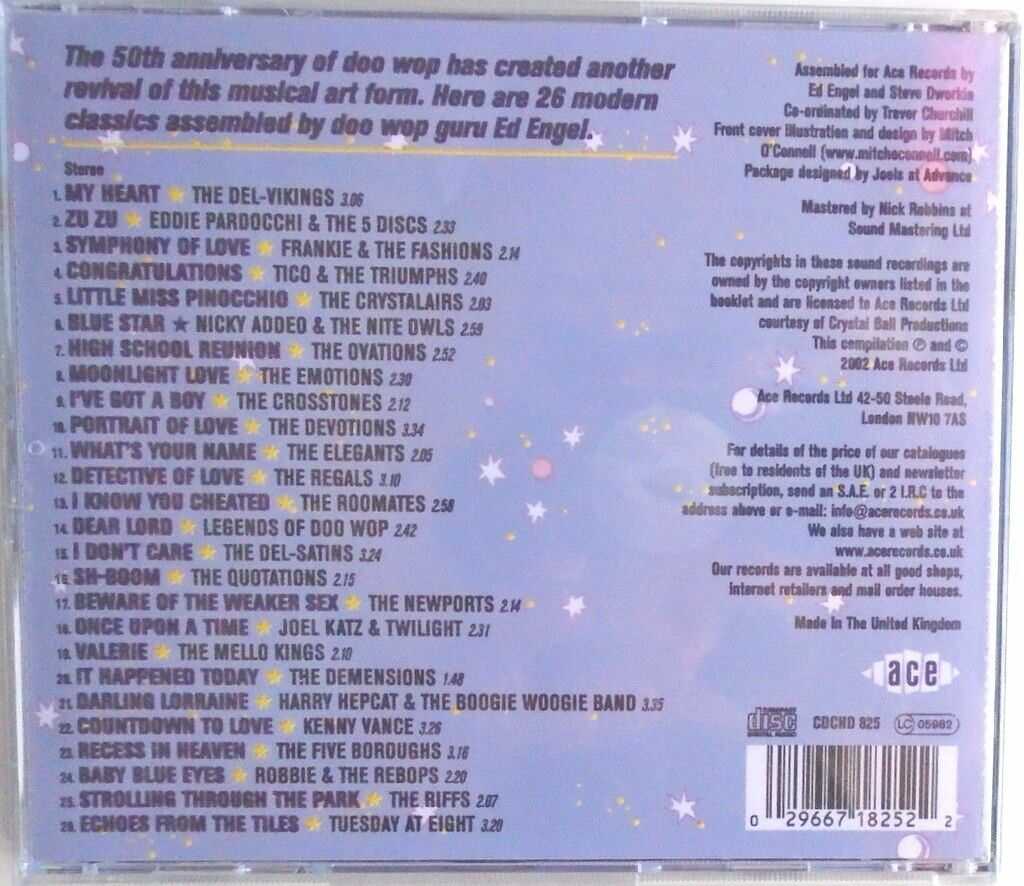 The 50th anniversary of doo wop has created another
revival of this musical art form. Here are 26 modern
classics assembled by doo wop guru Ed Engel.
Stereo
1. MY HEART ★ THE DEL-VIKINGS 3.06
2. ZU ZU ★ EDDIE PARDOCCHI & THE 5 DISCS 2.33
3. SYMPHONY OF LOVE ★ FRANKIE & THE FASHIONS 2.14
4. CONGRATULATIONS ★ TICO & THE TRIUMPHS 2.40
5. LITTLE MISS PINOCCHIO ★ THE CRYSTALAIRS 2.03
6. BLUE STAR ★ NICKY ADDEO & THE NITE OWLS 2.59
7. HIGH SCHOOL REUNION ★ THE OVATIONS 2.52
8. MOONLIGHT LOVE ★ THE EMOTIONS 2.30
9. I'VE GOT A BOY ★ THE CROSSTONES 2.12
10. PORTRAIT OF LOVE ★ THE DEVOTIONS 3.34
11. WHAT'S YOUR NAME ★ THE ELEGANTS 2.05
12. DETECTIVE OF LOVE ★ THE REGALS 3.10
13. I KNOW YOU CHEATED ★ THE ROOMATES 2.58
14. DEAR LORD ★ LEGENDS OF DOO WOP 2.42
15. I DON'T CARE ★ THE DEL-SATINS 3.24
16. SH-BOOM ★ THE QUOTATIONS 2.15
17. BEWARE OF THE WEAKER SEX ★ THE NEWPORTS 2.14
18. ONCE UPON A TIME ★ JOEL KATZ & TWILIGHT 2.31
19. VALERIE ★ THE MELLO KINGS 2.10
20. IT HAPPENED TODAY ★ THE DEMENSIONS 1.48
21. DARLING LORRAINE ★ HARRY HEPCAT & THE BOOGIE WOOGIE BAND 3.35
22. COUNTDOWN TO LOVE ★ KENNY VANCE 3.26
23. RECESS IN HEAVEN ★ THE FIVE BOROUGHS 3.16
24. BABY BLUE EYES ★ ROBBIE & THE REBOPS 2.20
25. STROLLING THROUGH THE PARK ★ THE RIFFS 2.07
26. ECHOES FROM THE TILES ★ TUESDAY AT EIGHT 3.20
Assembled for Ace Records by
Ed Engel and Steve Dworkin
Co-ordinated by Trevor Churchill
Front cover illustration and design by Mitch
O'Connell (www.mitchoconnell.com)
Package designed by Jools at Advance
Mastered by Nick Robbins at
Sound Mastering Ltd
The copyrights in these sound recordings are
owned by the copyright owners listed in the
booklet and are licensed to Ace Records Ltd
courtesy of Crystal Ball Productions
This compilation ℗ and ©
2002 Ace Records Ltd
Ace Records Ltd 42-50 Steele Road,
London NW10 7AS
For details of the price of our catalogues
(free to residents of the UK) and newsletter
subscription, send an S.A.E. or 2 I.R.C to the
address above or e-mail: info@acerecords.co.uk
We also have a web site at
www.acerecords.co.uk
Our records are available at all good shops,
internet retailers and mail order houses.
Made in The United Kingdom
ace
COMPACT disc DIGITAL AUDIO CDCHD 825 LC 05982
0 29667 18252 2